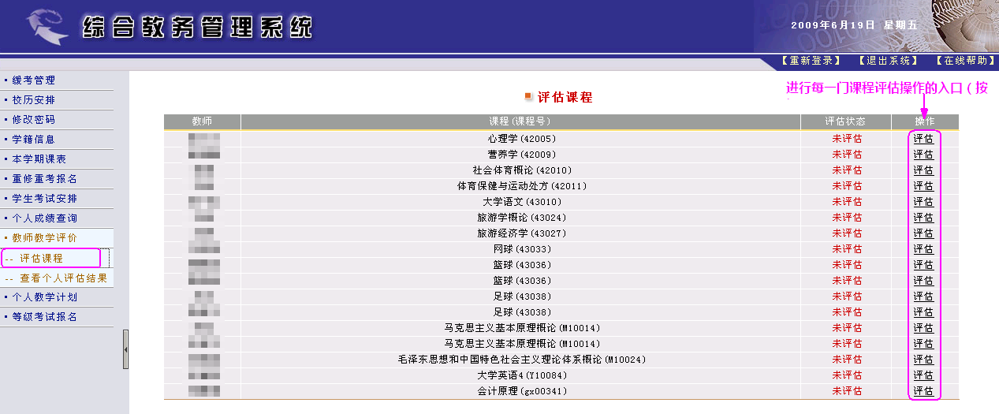 综合教务管理系统
2009年6月19日 星期五
【重新登录】 【退出系统】 【在线帮助】
缓考管理
校历安排
修改密码
学籍信息
本学期课表
重修重考报名
学生考试安排
个人成绩查询
教师教学评价
-- 评估课程
-- 查看个人评估结果
个人教学计划
等级考试报名
进行每一门课程评估操作的入口（按
评估课程
教师 课程(课程号) 评估状态 操作
心理学(42005) 未评估 评估
营养学(42009) 未评估 评估
社会体育概论(42010) 未评估 评估
体育保健与运动处方(42011) 未评估 评估
大学语文(43010) 未评估 评估
旅游学概论(43024) 未评估 评估
旅游经济学(43027) 未评估 评估
网球(43033) 未评估 评估
篮球(43036) 未评估 评估
篮球(43036) 未评估 评估
足球(43038) 未评估 评估
足球(43038) 未评估 评估
马克思主义基本原理概论(M10014) 未评估 评估
马克思主义基本原理概论(M10014) 未评估 评估
毛泽东思想和中国特色社会主义理论体系概论(M10024) 未评估 评估
大学英语4(Y10084) 未评估 评估
会计原理(gx00341) 未评估 评估